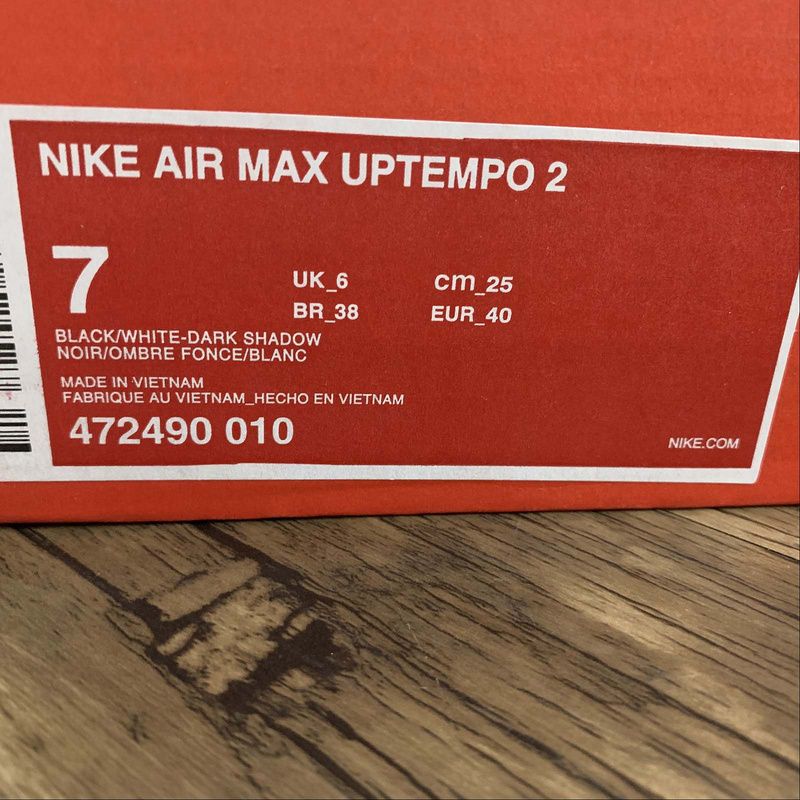 NIKE AIR MAX UPTEMPO 2
7
UK_6 cm_25
BR_38 EUR_40
BLACK/WHITE-DARK SHADOW
NOIR/OMBRE FONCE/BLANC
MADE IN VIETNAM
FABRIQUE AU VIETNAM_HECHO EN VIETNAM
472490 010
NIKE.COM